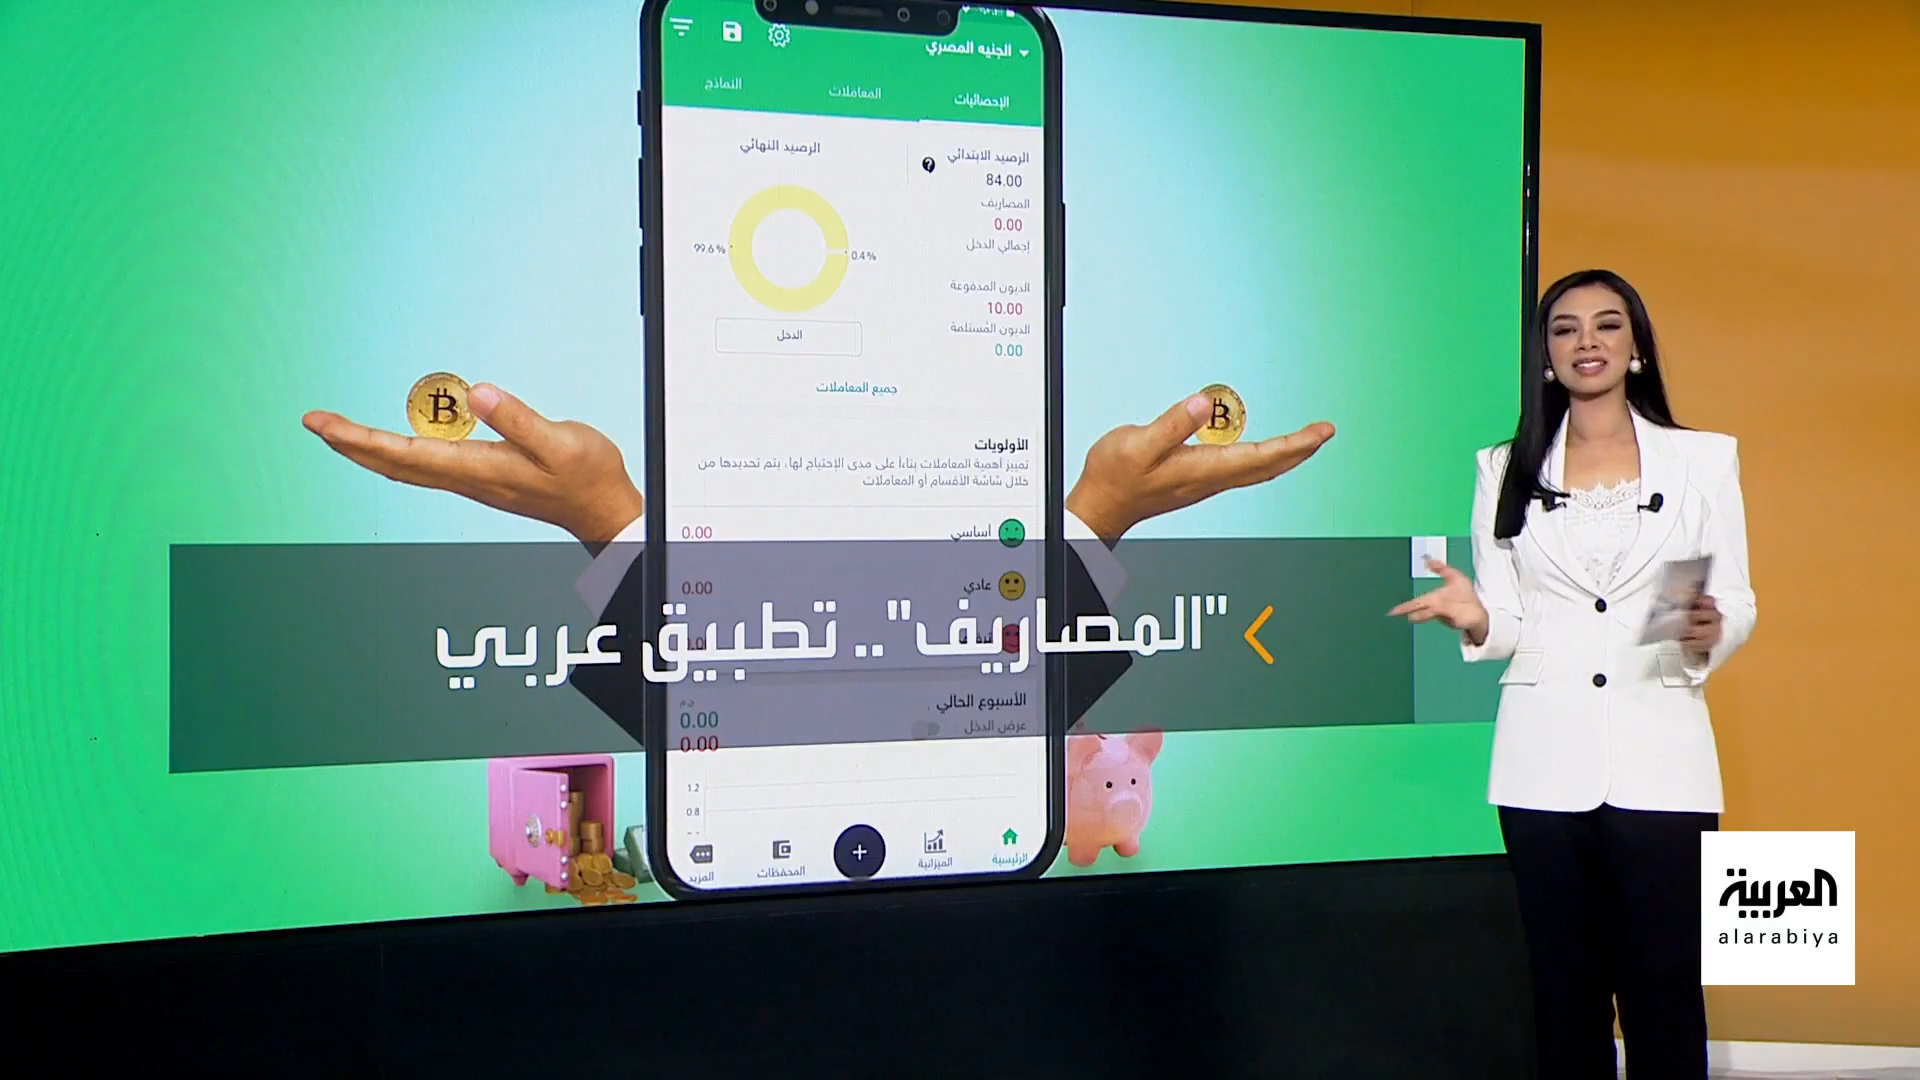 الجنيه المصري
الإحصائيات
المعاملات
النماذج
الرصيد الابتدائي
84.00
المصاريف
0.00
إجمالي الدخل
الديون المدفوعة
10.00
الديون المُستلمة
0.00
الرصيد النهائي
99.6 %
0.4 %
الدخل
جميع المعاملات
الأولويات
تمييز أهمية المعاملات بناءاً على مدى الإحتياج لها، يتم تحديدها من
خلال شاشة الأقسام أو المعاملات
أساسي
0.00
عادي
0.00
"المصاريف".. تطبيق عربي
الأسبوع الحالي
عرض الدخل
ج.م
0.00
0.00
1.2
0.8
الرئيسية
الميزانية
المحفظات
المزيد
العربية
alarabiya